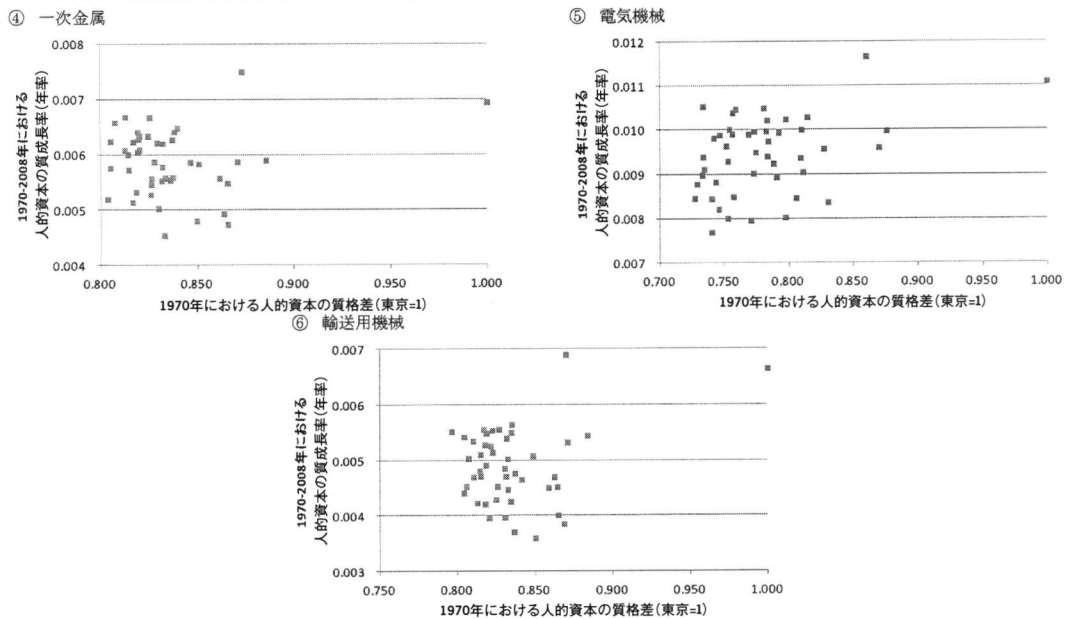 ④ 一次金属
0.008
0.007
0.006
0.005
0.004
1970-2008年における
人的資本の質成長率(年率)
0.800
0.850
0.900
0.950
1.000
1970年における人的資本の質格差(東京=1)
⑤ 電気機械
0.012
0.011
0.010
0.009
0.008
0.007
1970-2008年における
人的資本の質成長率(年率)
0.700
0.750
0.800
0.850
0.900
0.950
1.000
1970年における人的資本の質格差(東京=1)
⑥ 輸送用機械
0.007
0.006
0.005
0.004
0.003
1970-2008年における
人的資本の質成長率(年率)
0.750
0.800
0.850
0.900
0.950
1.000
1970年における人的資本の質格差(東京=1)